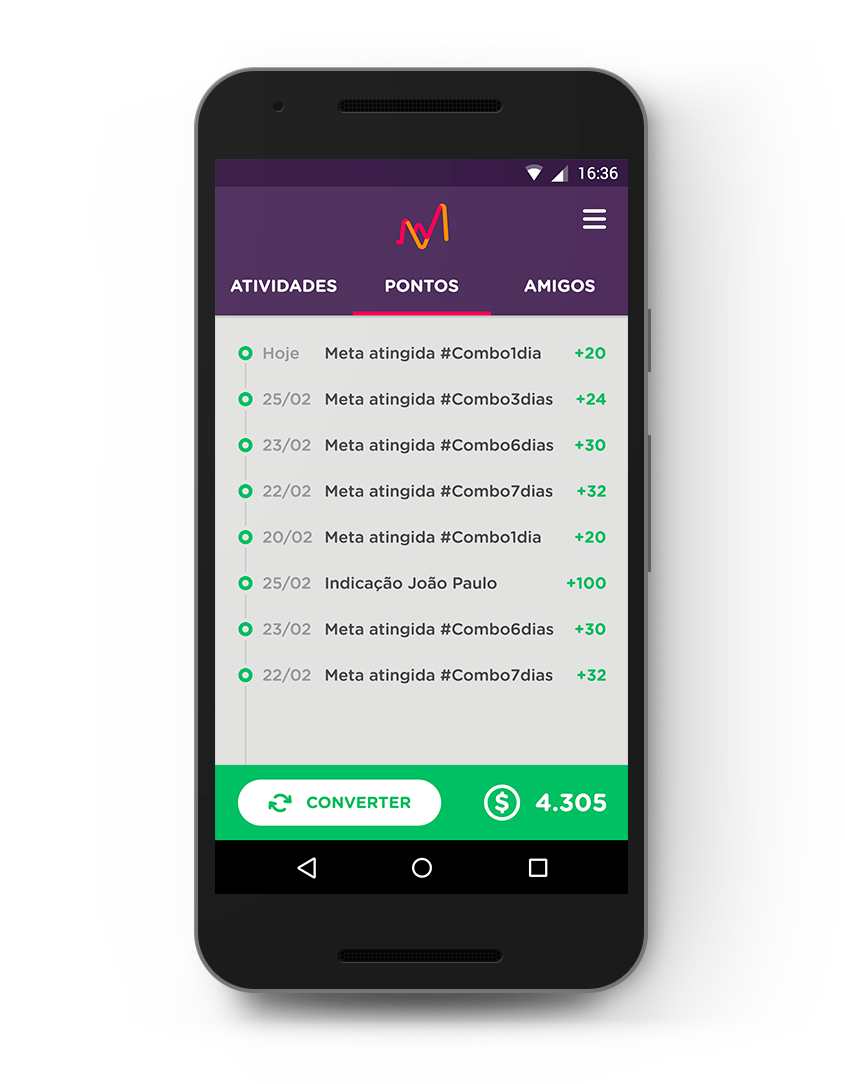 16:36
ATIVIDADES PONTOS AMIGOS
Hoje Meta atingida #Combo1dia +20
25/02 Meta atingida #Combo3dias +24
23/02 Meta atingida #Combo6dias +30
22/02 Meta atingida #Combo7dias +32
20/02 Meta atingida #Combo1dia +20
25/02 Indicação João Paulo +100
23/02 Meta atingida #Combo6dias +30
22/02 Meta atingida #Combo7dias +32
CONVERTER $ 4.305